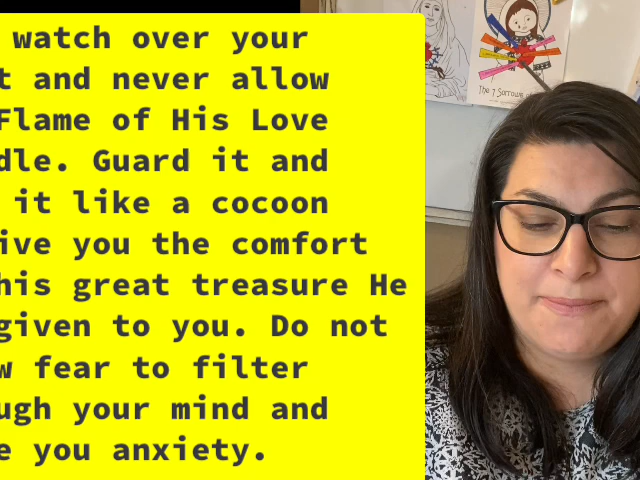 watch over your
and never allow
Flame of His Love
Guard it and
it like a cocoon
you the comfort
great treasure He
given to you. Do not
fear to filter
your mind and
you anxiety.
The 7 Sorrows